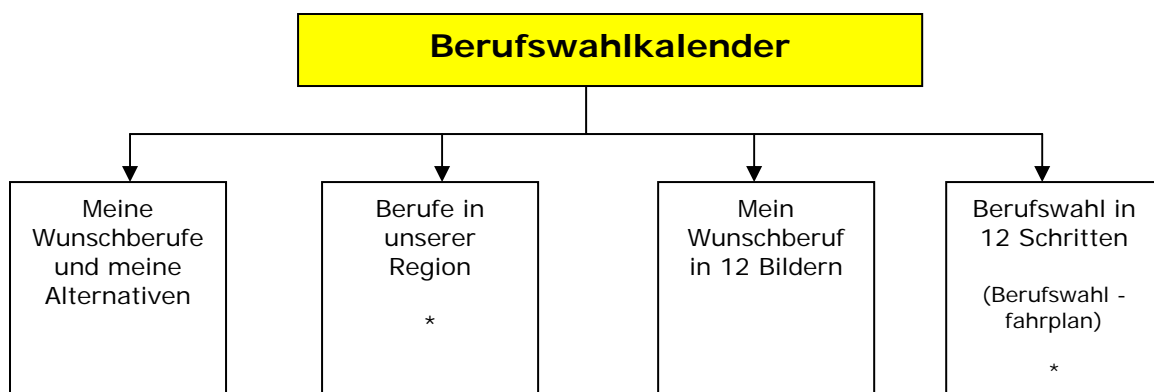 Berufswahlkalender
Meine
Wunschberufe
und meine
Alternativen
Berufe in
unserer
Region
*
Mein
Wunschberuf
in 12 Bildern
Berufswahl in
12 Schritten
(Berufswahl -
fahrplan)
*